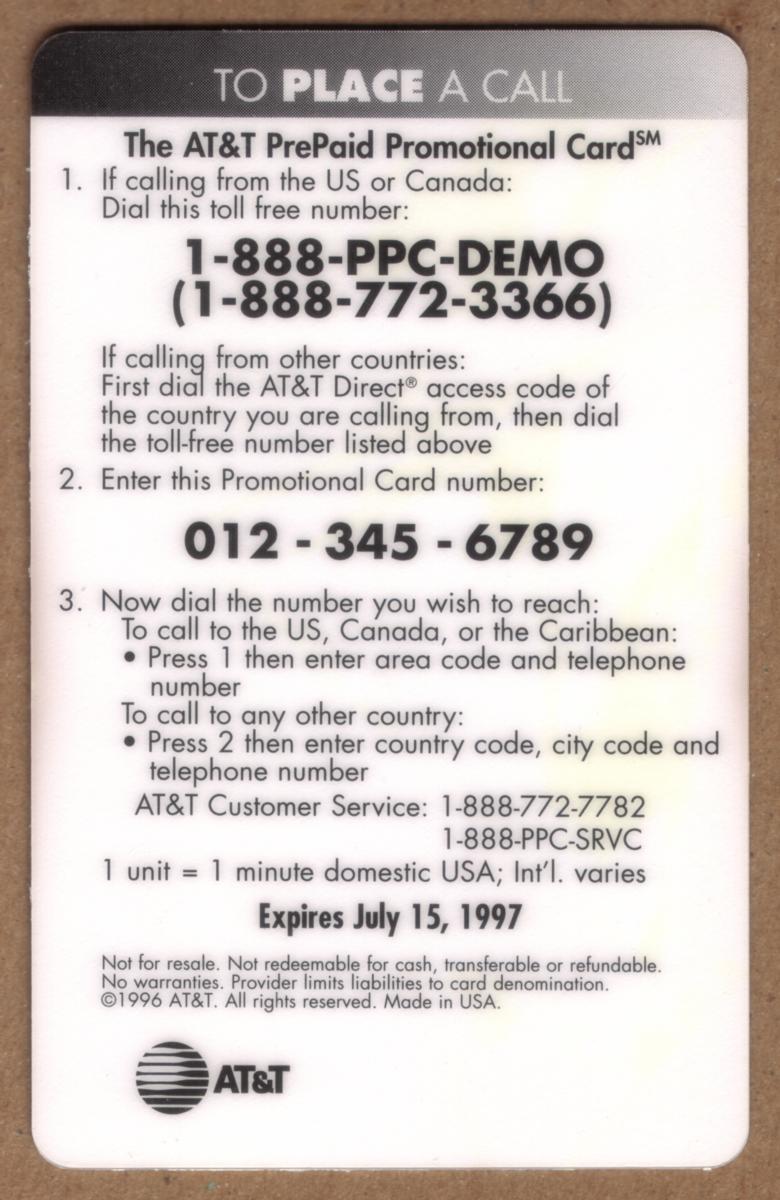 TO PLACE A CALL
The AT&T PrePaid Promotional Card℠
1. If calling from the US or Canada:
Dial this toll free number:
1-888-PPC-DEMO
(1-888-772-3366)
If calling from other countries:
First dial the AT&T Direct® access code of
the country you are calling from, then dial
the toll-free number listed above
2. Enter this Promotional Card number:
012 - 345 - 6789
3. Now dial the number you wish to reach:
To call to the US, Canada, or the Caribbean:
• Press 1 then enter area code and telephone
number
To call to any other country:
• Press 2 then enter country code, city code and
telephone number
AT&T Customer Service: 1-888-772-7782
1-888-PPC-SRVC
1 unit = 1 minute domestic USA; Int'l. varies
Expires July 15, 1997
Not for resale. Not redeemable for cash, transferable or refundable.
No warranties. Provider limits liabilities to card denomination.
©1996 AT&T. All rights reserved. Made in USA.
AT&T